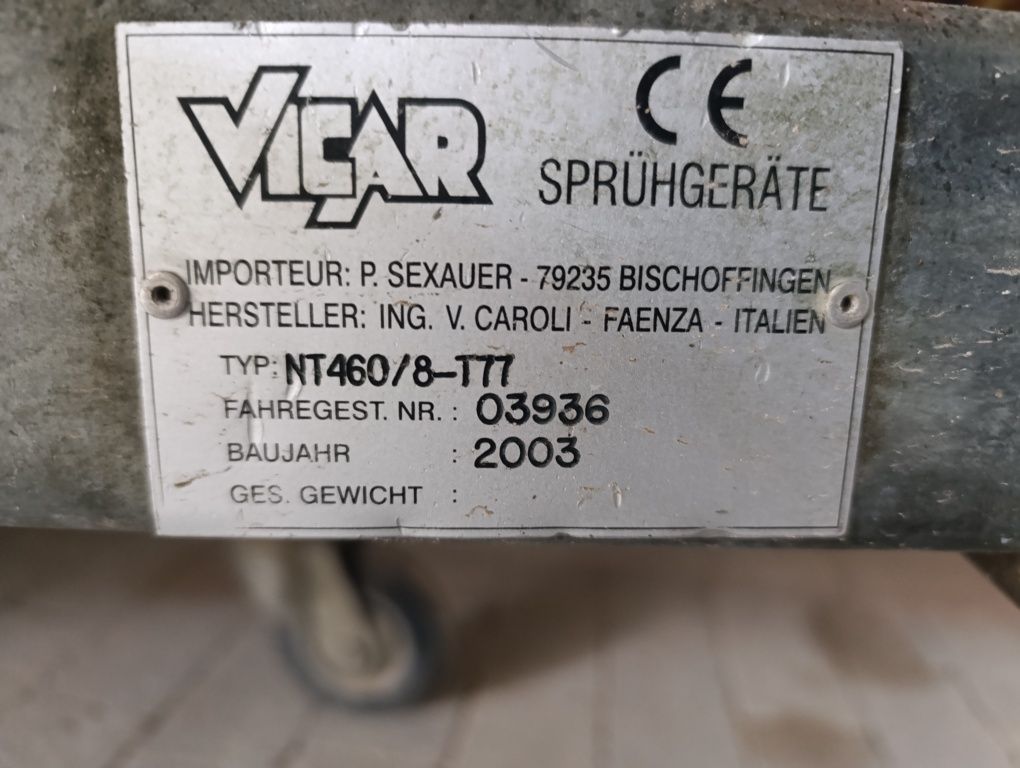 VICAR
CE
SPRÜHGERÄTE
IMPORTEUR: P. SEXAUER - 79235 BISCHOFFINGEN
HERSTELLER: ING. V. CAROLI - FAENZA - ITALIEN
TYP: NT460/8-T77
FAHREGEST. NR. : 03936
BAUJAHR : 2003
GES. GEWICHT :